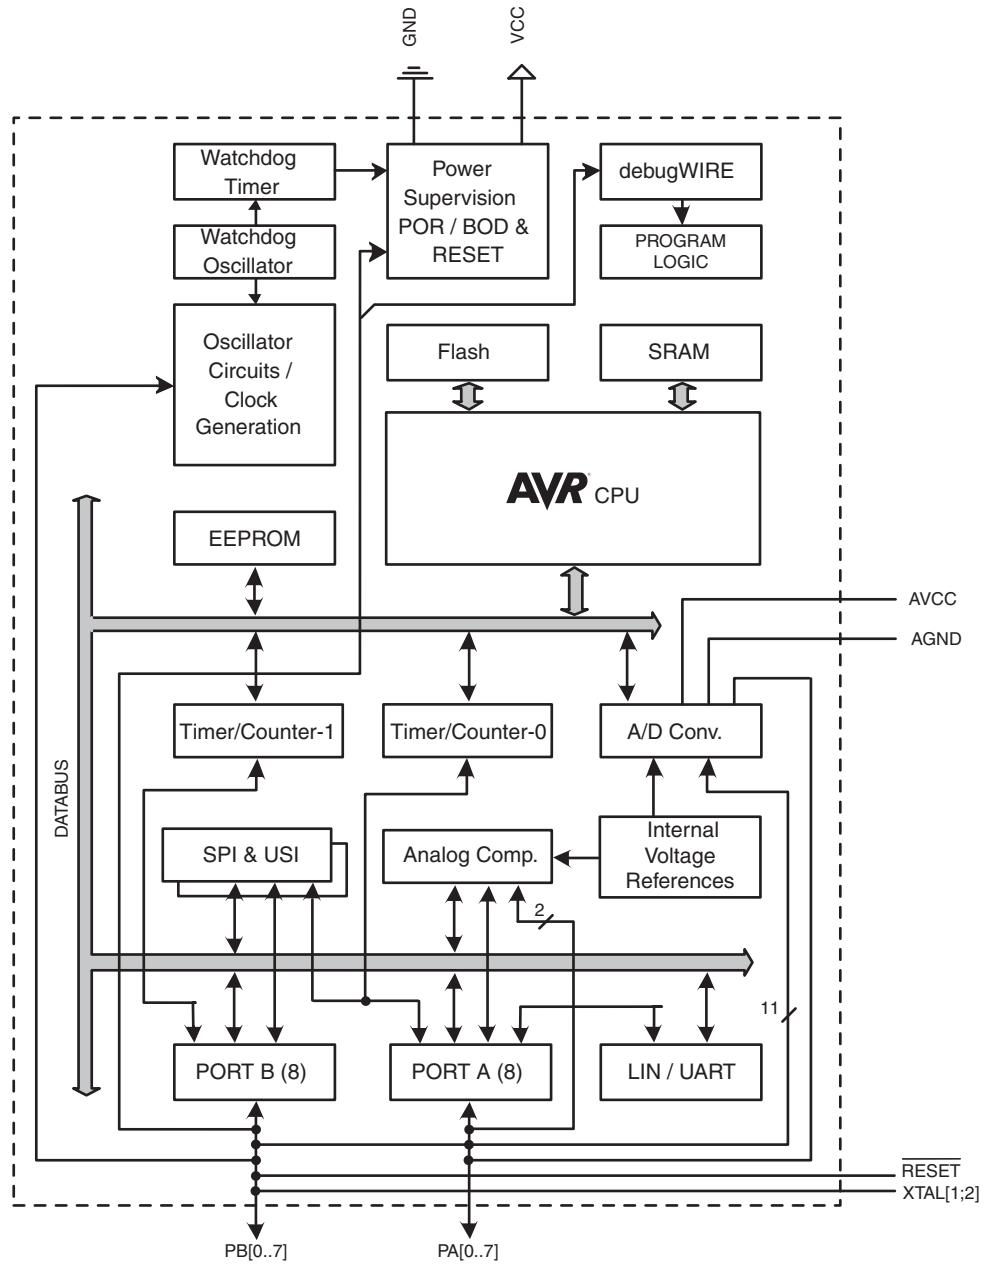 GND
VCC
Watchdog
Timer
Power
Supervision
POR / BOD &
RESET
debugWIRE
Watchdog
Oscillator
PROGRAM
LOGIC
Oscillator
Circuits /
Clock
Generation
Flash
SRAM
AVR® CPU
EEPROM
AVCC
AGND
Timer/Counter-1
Timer/Counter-0
A/D Conv.
DATABUS
SPI & USI
Analog Comp.
Internal
Voltage
References
2
11
PORT B (8)
PORT A (8)
LIN / UART
RESET
XTAL[1;2]
PB[0..7]
PA[0..7]